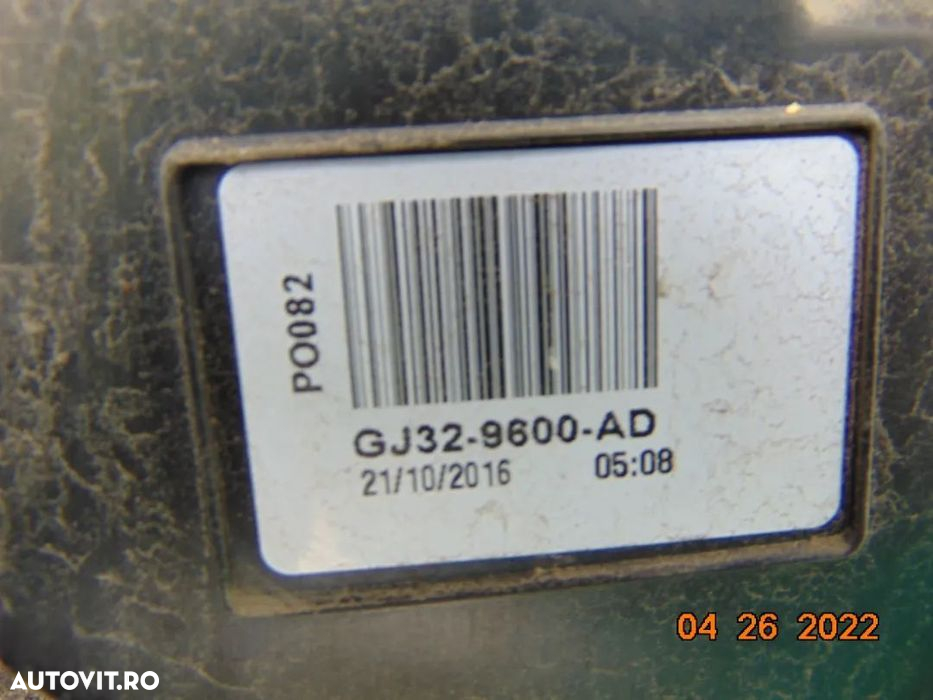 PO082
GJ32-9600-AD
21/10/2016 05:08
04 26 2022
AUTOVIT.RO